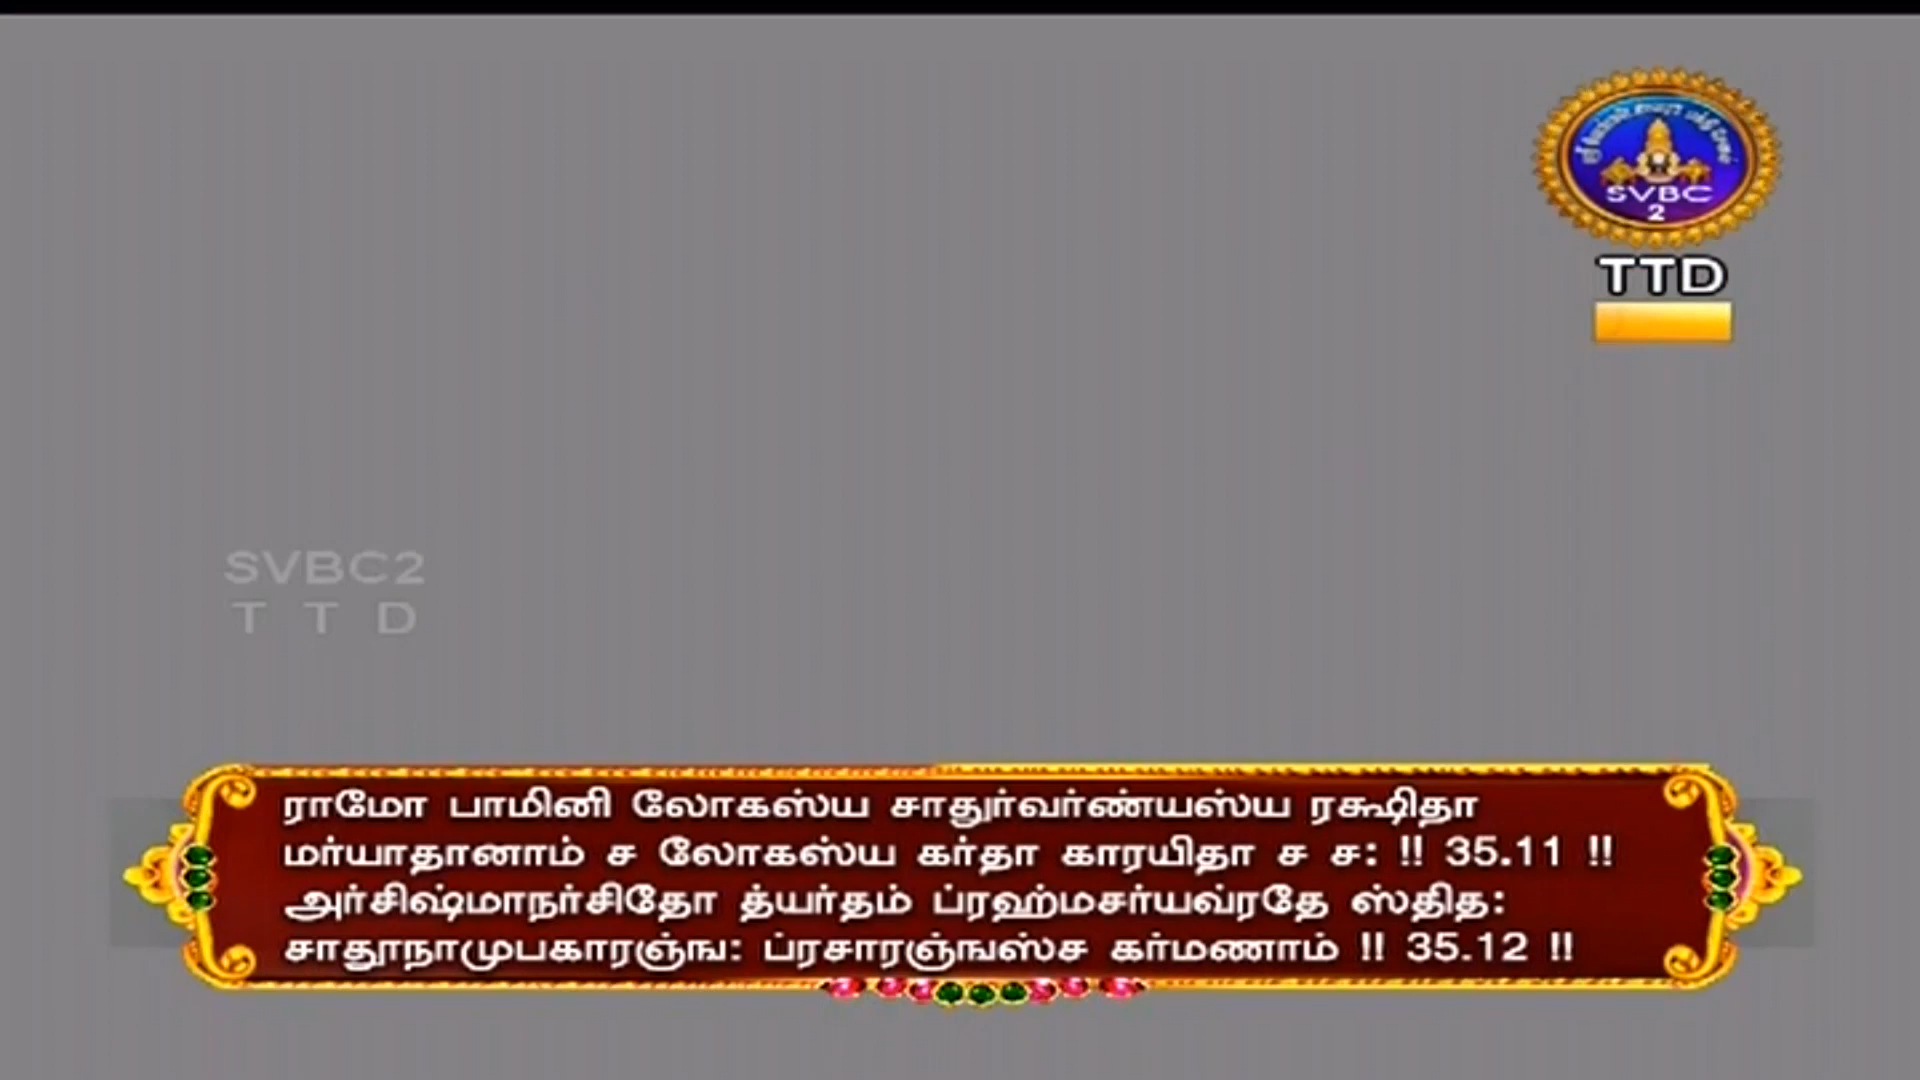 SVBC
2
TTD
SVBC2
T T D
ராமோ பாமினி லோகஸ்ய சாதுர்வர்ண்யஸ்ய ரக்ஷிதா
மர்யாதானாம் ச லோகஸ்ய கர்தா காரயிதா ச ச: !! 35.11 !!
அர்சிஷ்மாநர்சிதோ த்யர்தம் ப்ரஹ்மசர்யவ்ரதே ஸ்தித:
சாதூநாமுபகாரஞ்ங: ப்ரசாரஞ்ஙஸ்ச கர்மணாம் !! 35.12 !!